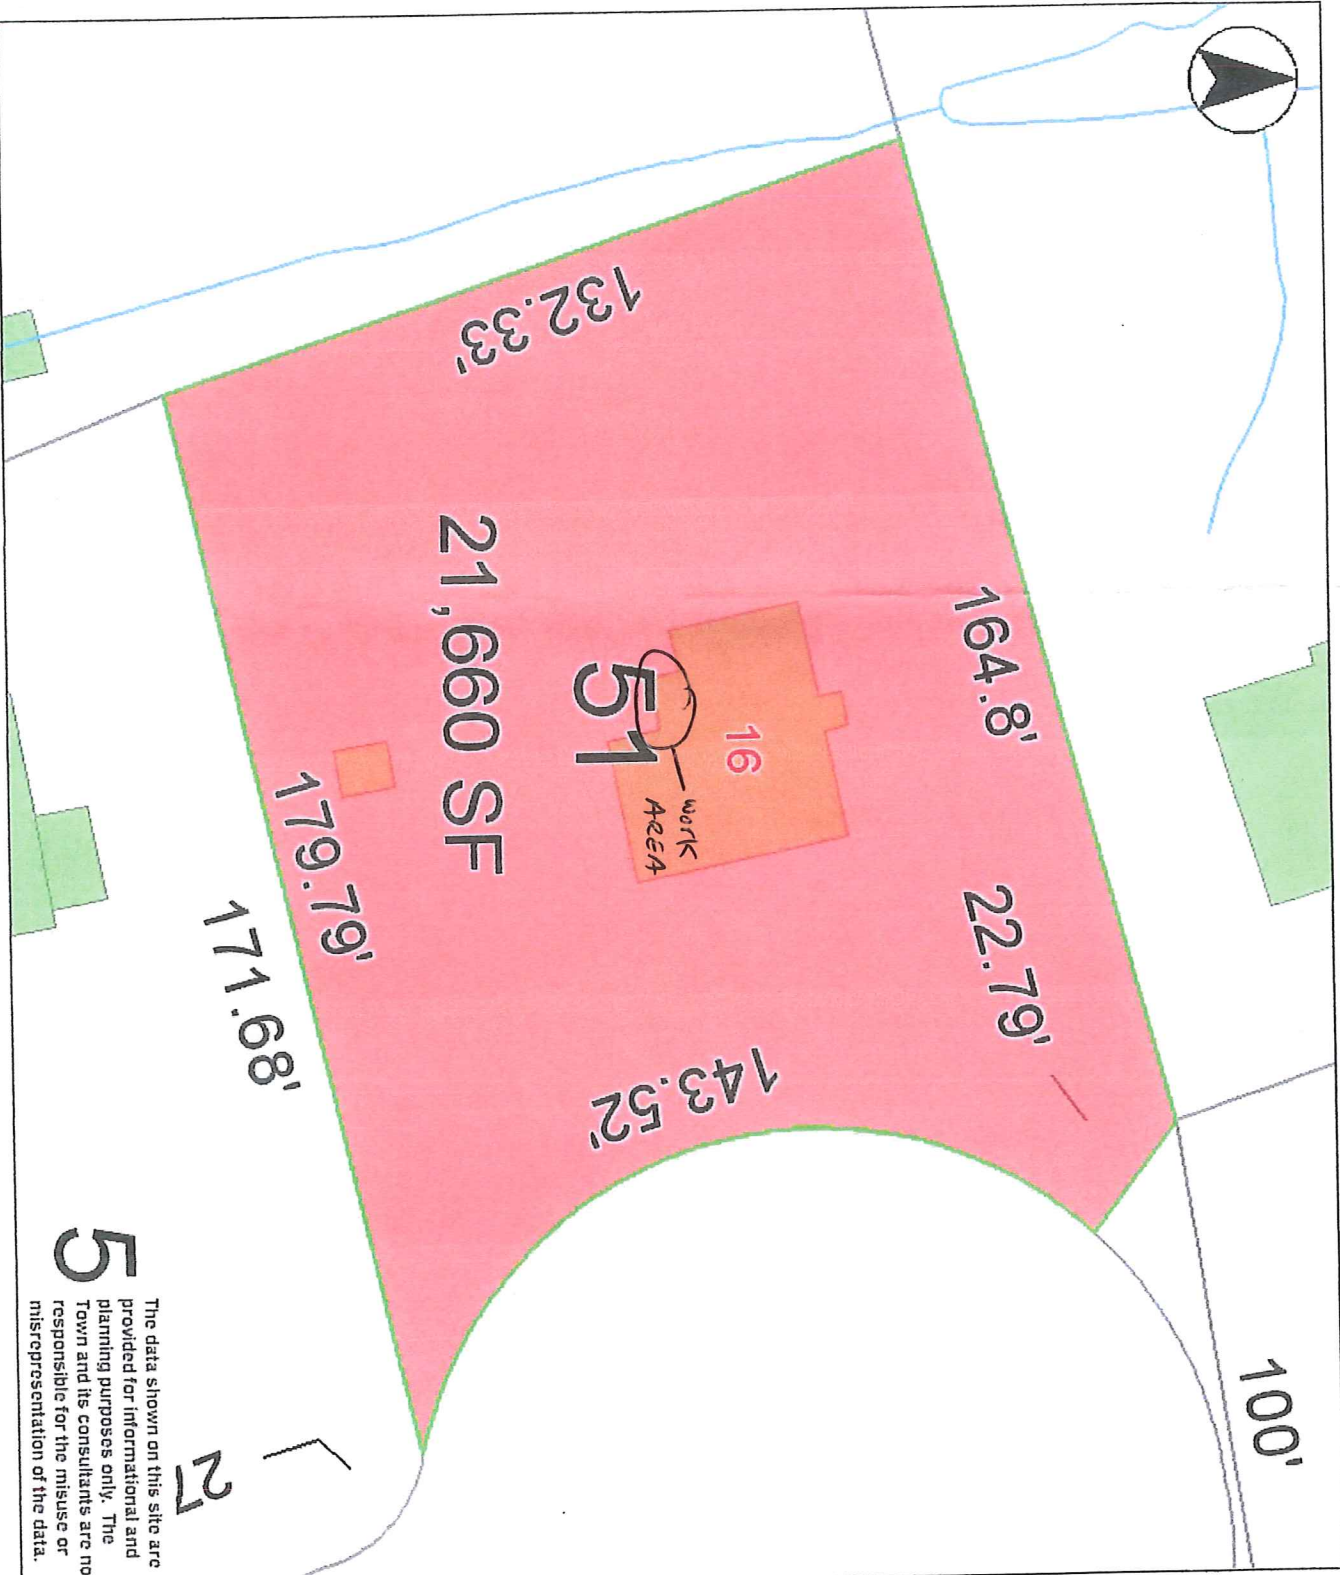 164.8'
22.79'
100'
16
work
AREA
132.33'
51
143.52'
21,660 SF
179.79'
171.68'
5
The data shown on this site are
provided for informational and
planning purposes only. The
Town and its consultants are
responsible for the misuse or
misrepresentation of the data.